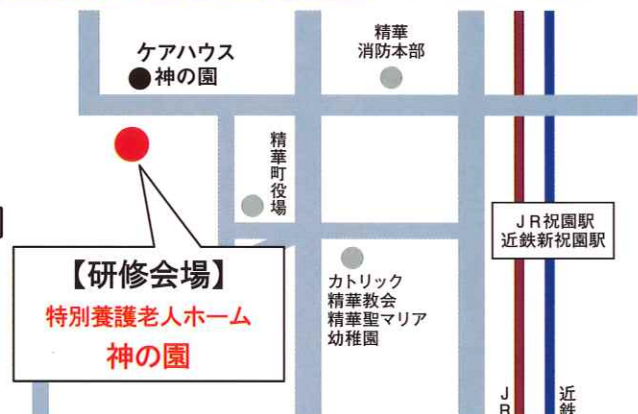 ケアハウス
神の園
精華
消防本部
精華町役場
JR祝園駅
近鉄新祝園駅
【研修会場】
特別養護老人ホーム
神の園
カトリック
精華教会
精華聖マリア
幼稚園
JR
近鉄